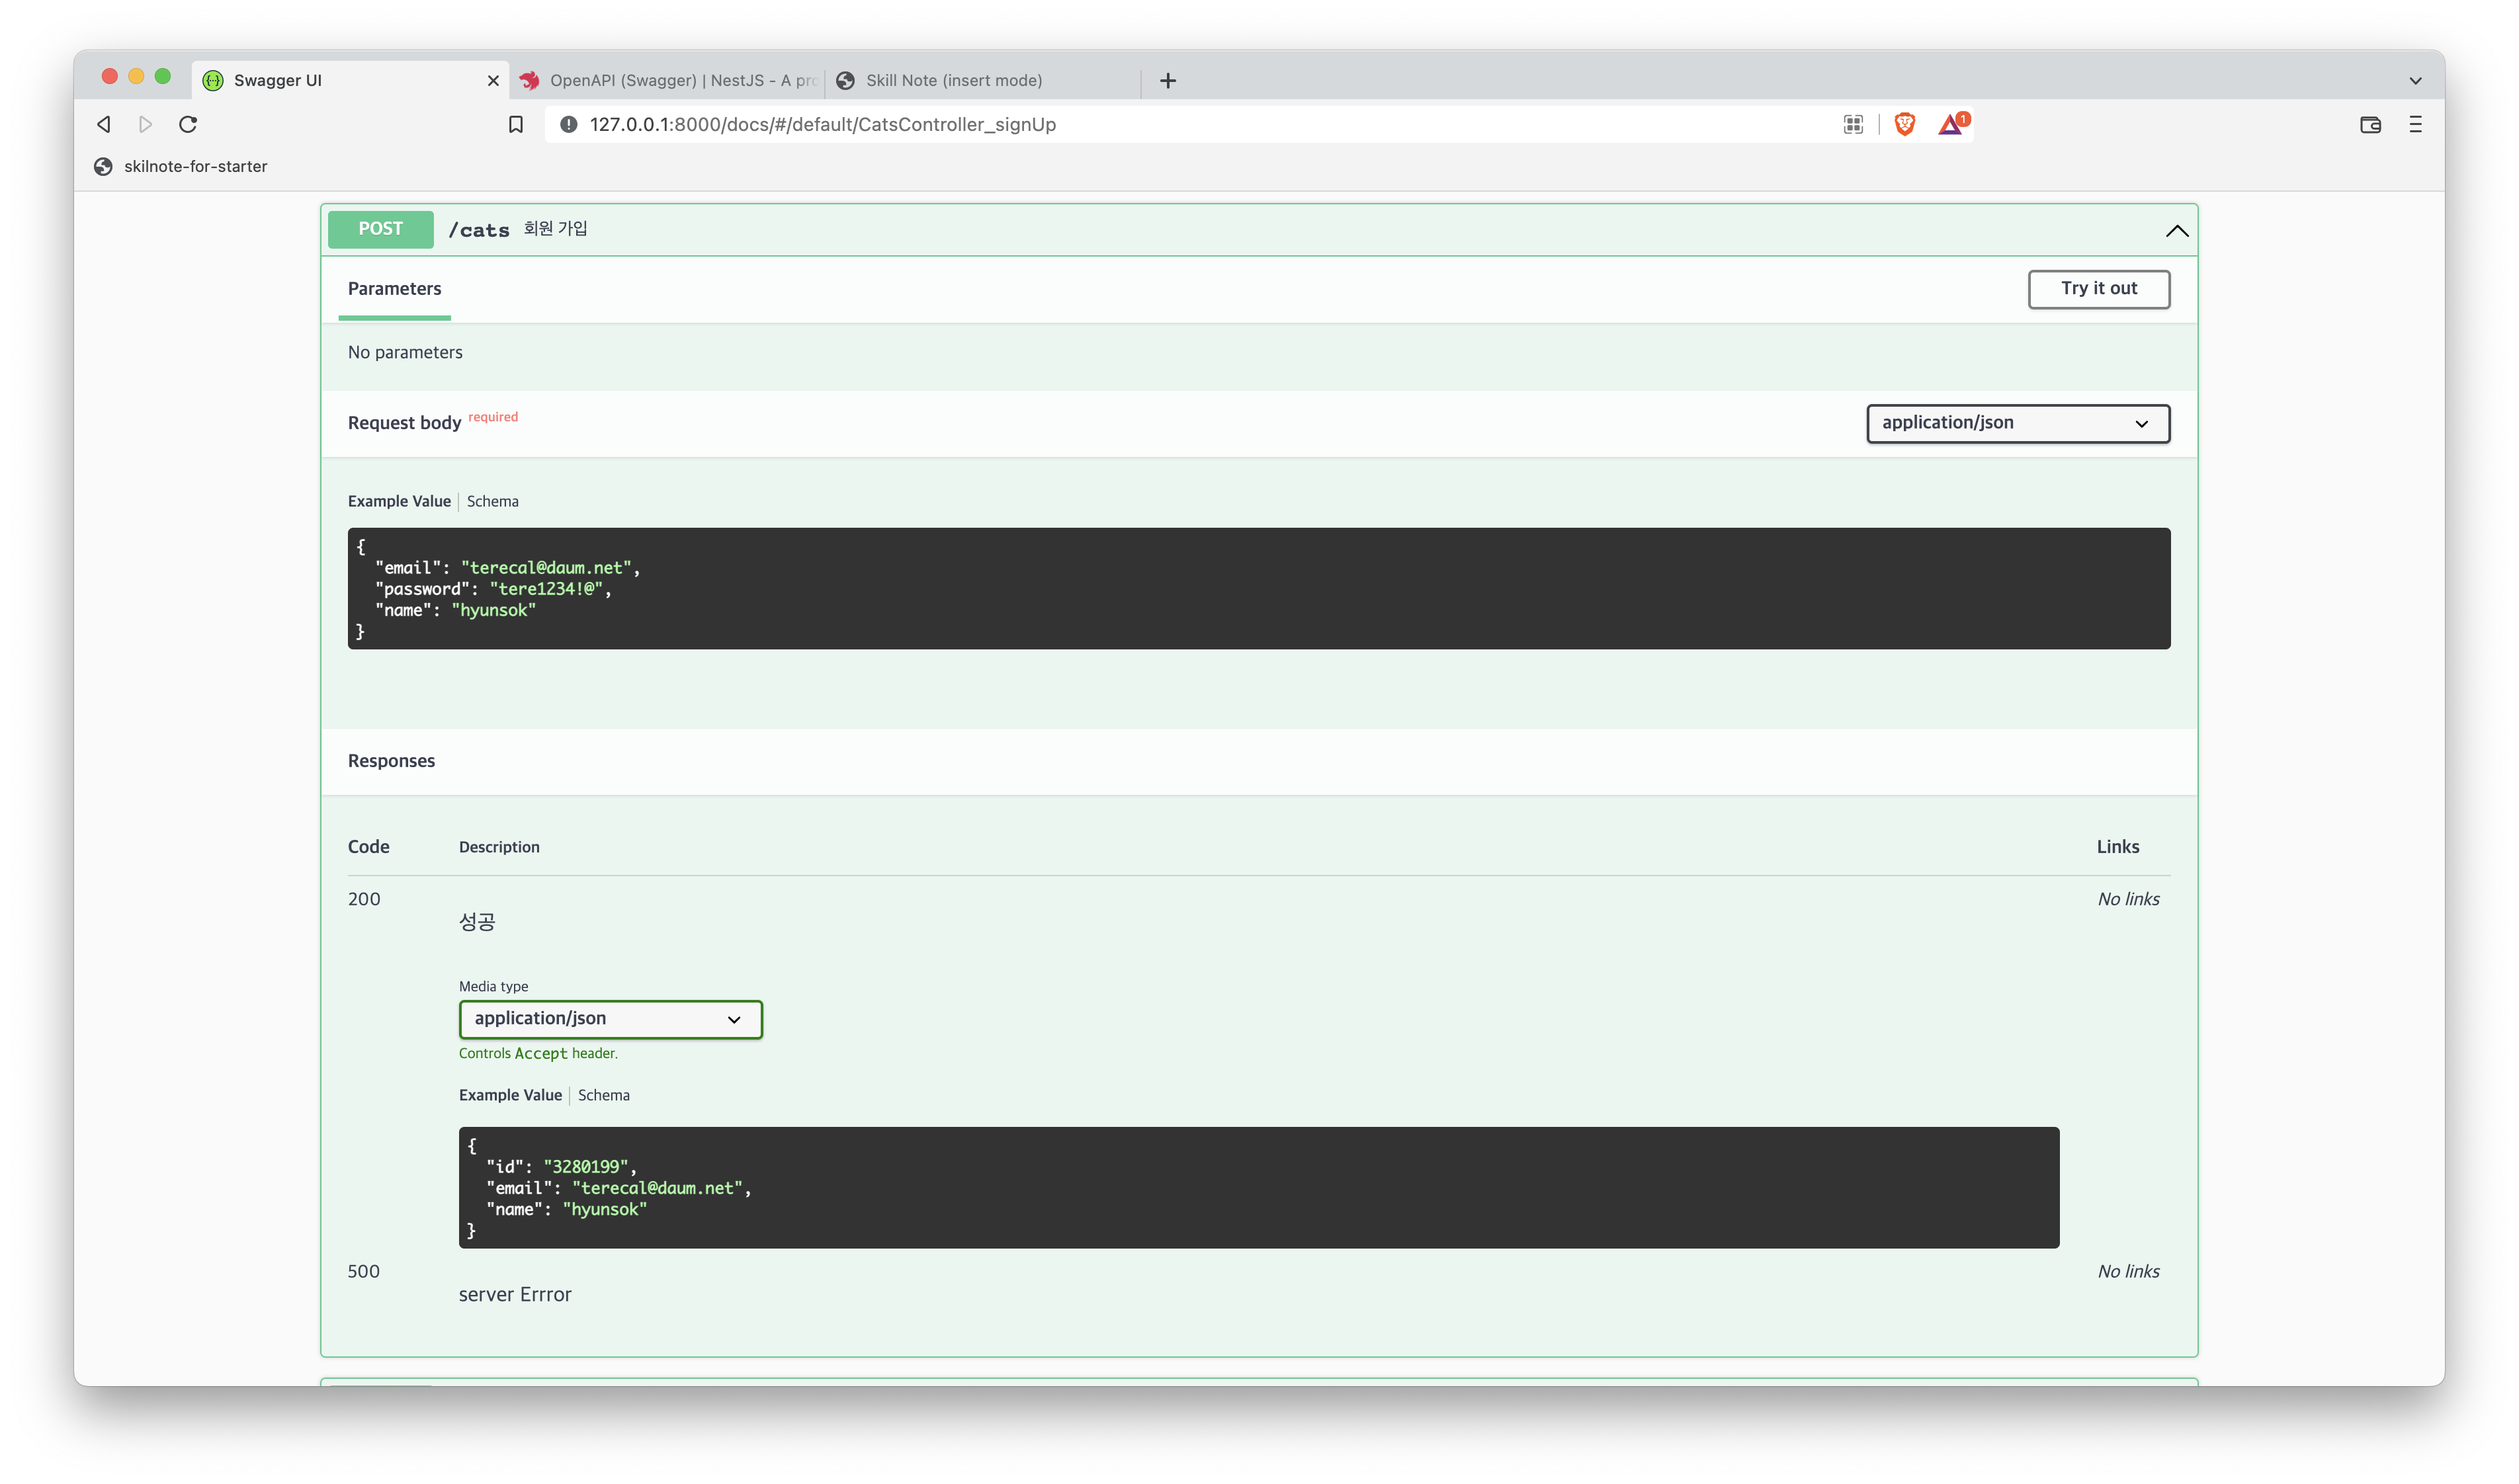 Swagger UI
OpenAPI (Swagger) | NestJS - A pro
Skill Note (insert mode)
127.0.0.1:8000/docs/#/default/CatsController_signUp
1
skilnote-for-starter
POST /cats 회원 가입
Parameters
Try it out
No parameters
Request body required
application/json
Example Value | Schema
{
"email": "terecal@daum.net",
"password": "tere1234!@",
"name": "hyunsok"
}
Responses
Code Description Links
200 No links
성공
Media type
application/json
Controls Accept header.
Example Value | Schema
{
"id": "3280199",
"email": "terecal@daum.net",
"name": "hyunsok"
}
500 No links
server Errror